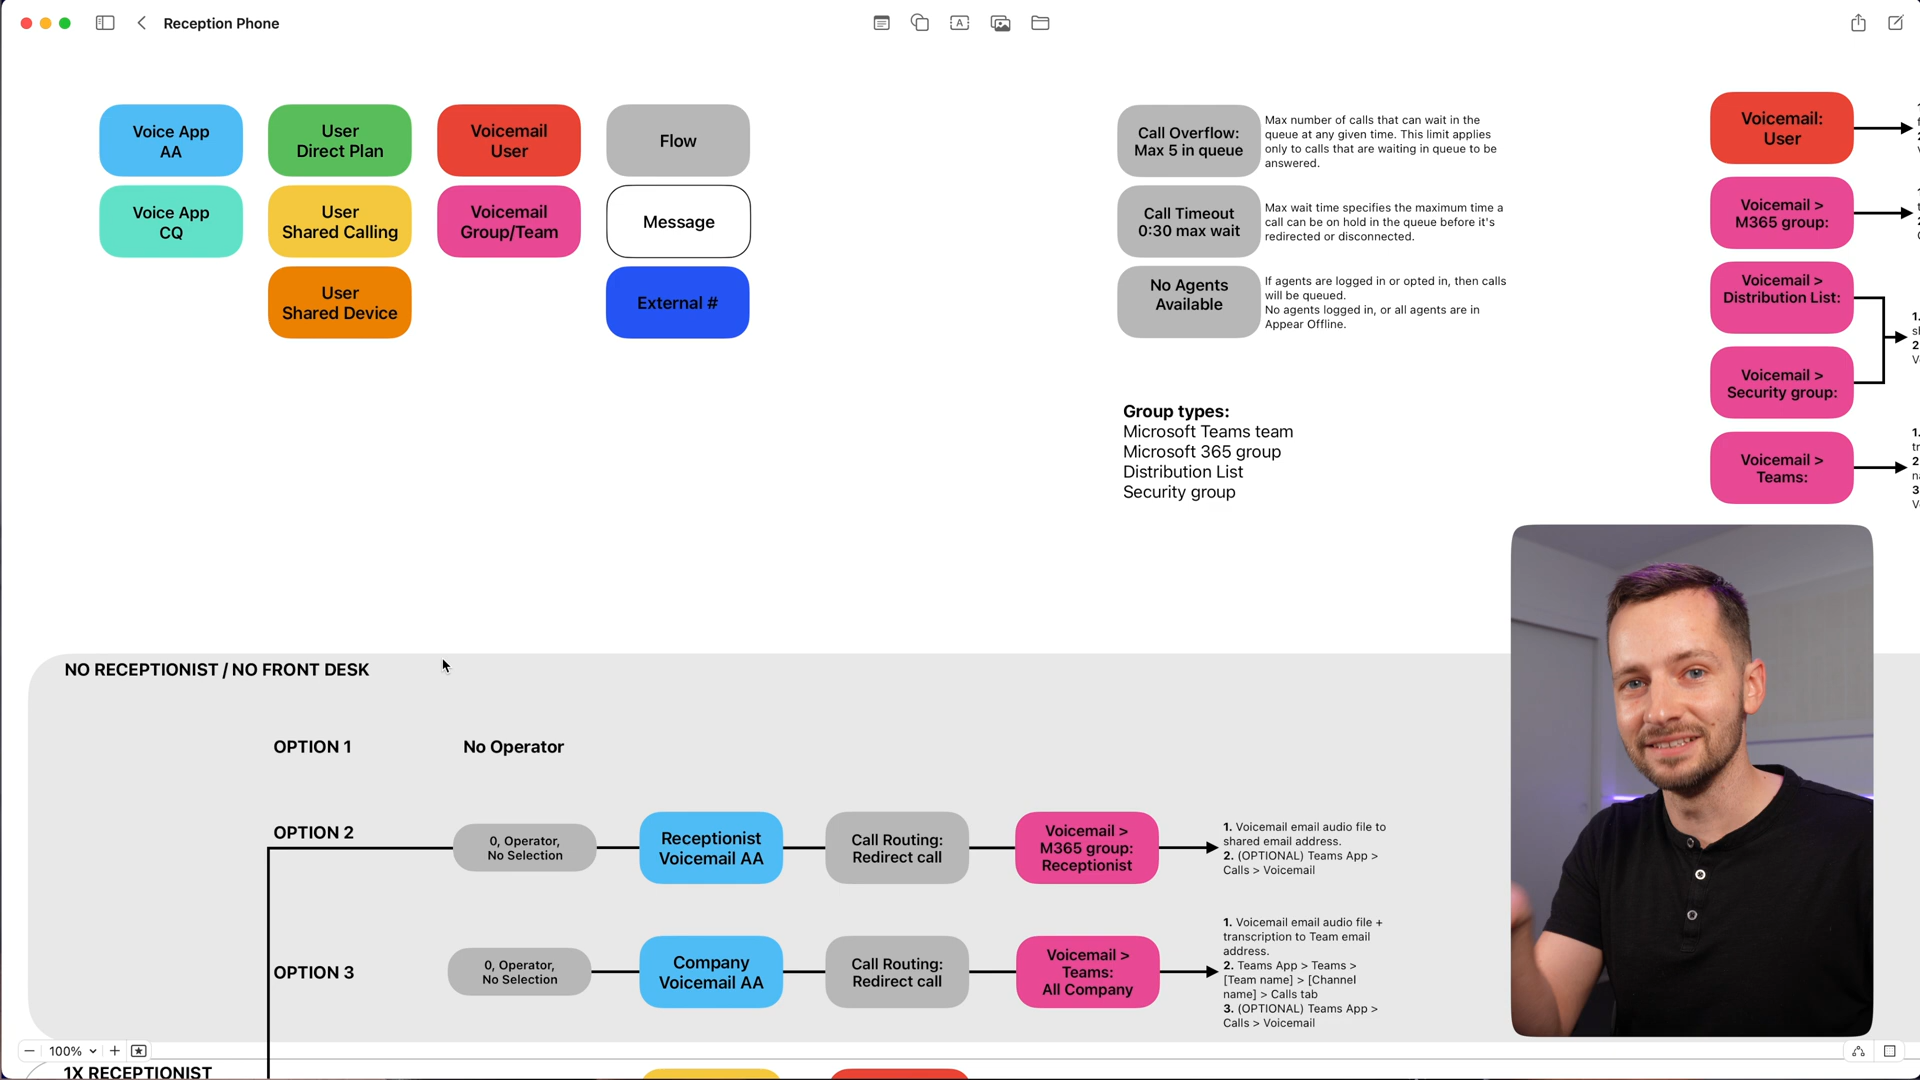 Reception Phone
Voice App
AA
User
Direct Plan
Voicemail
User
Flow
Voice App
CQ
User
Shared Calling
Voicemail
Group/Team
Message
User
Shared Device
External #
Call Overflow:
Max 5 in queue
Max number of calls that can wait in the
queue at any given time. This limit applies
only to calls that are waiting in queue to be
answered.
Call Timeout
0:30 max wait
Max wait time specifies the maximum time a
call can be on hold in the queue before it's
redirected or disconnected.
No Agents
Available
If agents are logged in or opted in, then calls
will be queued.
No agents logged in, or all agents are in
Appear Offline.
Group types:
Microsoft Teams team
Microsoft 365 group
Distribution List
Security group
Voicemail:
User
Voicemail >
M365 group:
Voicemail >
Distribution List:
Voicemail >
Security group:
Voicemail >
Teams:
NO RECEPTIONIST / NO FRONT DESK
OPTION 1
No Operator
OPTION 2
0, Operator,
No Selection
Receptionist
Voicemail AA
Call Routing:
Redirect call
Voicemail >
M365 group:
Receptionist
1. Voicemail email audio file to
shared email address.
2. (OPTIONAL) Teams App >
Calls > Voicemail
OPTION 3
0, Operator,
No Selection
Company
Voicemail AA
Call Routing:
Redirect call
Voicemail >
Teams:
All Company
1. Voicemail email audio file +
transcription to Team email
address.
2. Teams App > Teams >
[Team name] > [Channel
name] > Calls tab
3. (OPTIONAL) Teams App >
Calls > Voicemail
100%
1X RECEPTIONIST